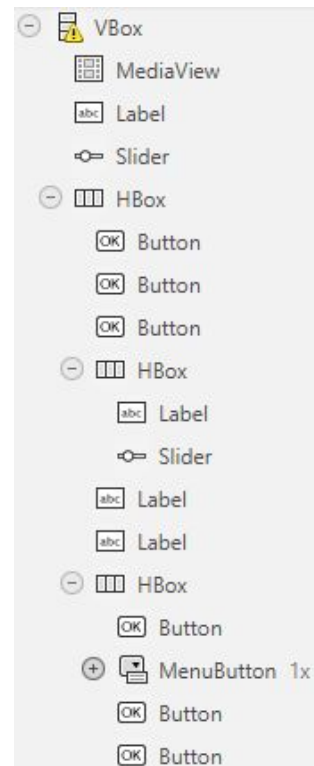 VBox
MediaView
abc Label
Slider
HBox
OK Button
OK Button
OK Button
HBox
abc Label
Slider
abc Label
abc Label
HBox
OK Button
MenuButton 1x
OK Button
OK Button